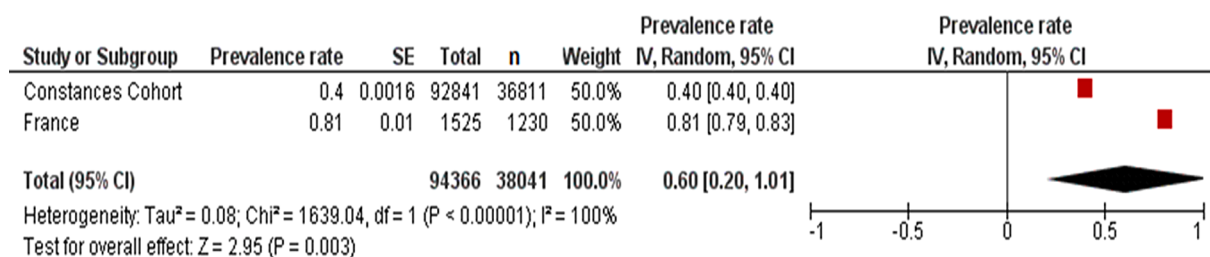 Prevalence rate Prevalence rate
Study or Subgroup Prevalence rate SE Total n Weight IV, Random, 95% CI IV, Random, 95% CI
Constances Cohort 0.4 0.0016 92841 36811 50.0% 0.40 [0.40, 0.40]
France 0.81 0.01 1525 1230 50.0% 0.81 [0.79, 0.83]
Total (95% CI) 94366 38041 100.0% 0.60 [0.20, 1.01]
Heterogeneity: Tau² = 0.08; Chi² = 1639.04, df = 1 (P < 0.00001); I² = 100%
Test for overall effect: Z = 2.95 (P = 0.003)
-1 -0.5 0 0.5 1